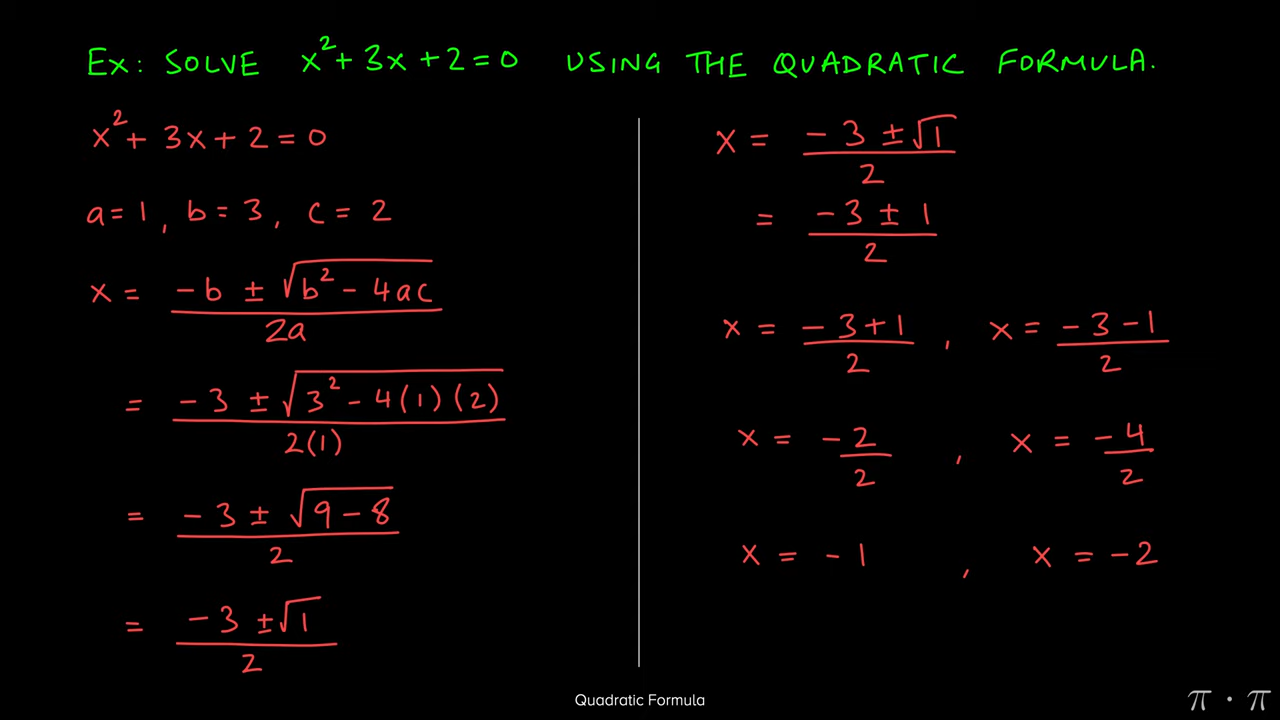 Ex: SOLVE x²+ 3x + 2 = 0 USING THE QUADRATIC FORMULA.
x²+ 3x + 2 = 0
a = 1, b = 3, c = 2
x = (-b ± √(b² - 4ac))/(2a)
= (-3 ± √(3² - 4(1)(2)))/(2(1))
= (-3 ± √(9 - 8))/2
= (-3 ± √1)/2
x = (-3 ± √1)/2
= (-3 ± 1)/2
x = (-3 + 1)/2, x = (-3 - 1)/2
x = -2/2, x = -4/2
x = -1, x = -2
Quadratic Formula
π · π